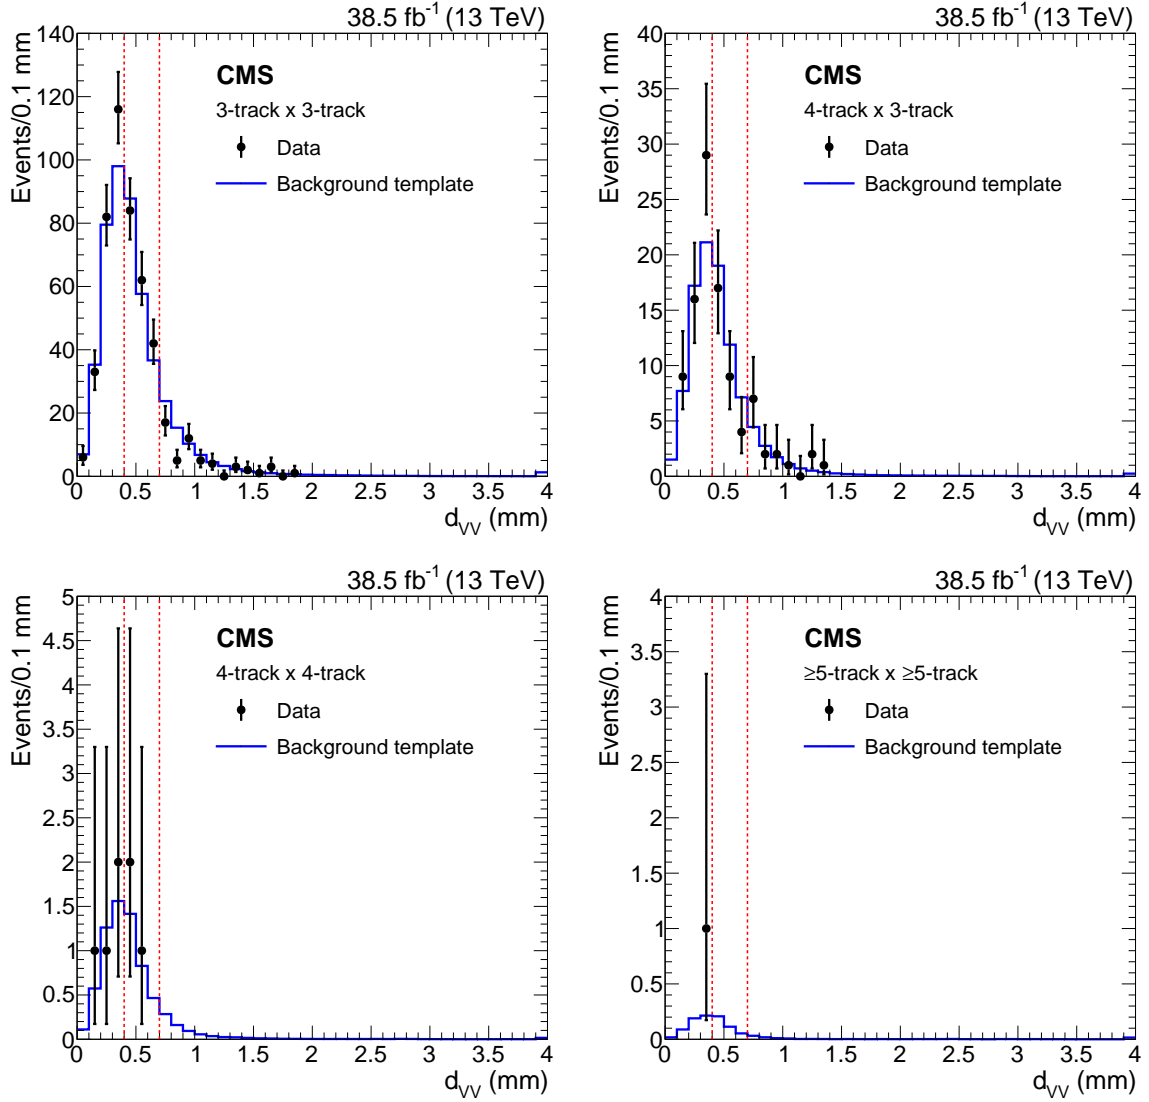 38.5 fb⁻¹ (13 TeV)
Events/0.1 mm
140
120
100
80
60
40
20
0
CMS
3-track x 3-track
Data
Background template
0 0.5 1 1.5 2 2.5 3 3.5 4
d_VV (mm)
38.5 fb⁻¹ (13 TeV)
Events/0.1 mm
40
35
30
25
20
15
10
5
0
CMS
4-track x 3-track
Data
Background template
0 0.5 1 1.5 2 2.5 3 3.5 4
d_VV (mm)
38.5 fb⁻¹ (13 TeV)
Events/0.1 mm
5
4.5
4
3.5
3
2.5
2
1.5
1
0.5
0
CMS
4-track x 4-track
Data
Background template
0 0.5 1 1.5 2 2.5 3 3.5 4
d_VV (mm)
38.5 fb⁻¹ (13 TeV)
Events/0.1 mm
4
3.5
3
2.5
2
1.5
1
0.5
0
CMS
≥5-track x ≥5-track
Data
Background template
0 0.5 1 1.5 2 2.5 3 3.5 4
d_VV (mm)